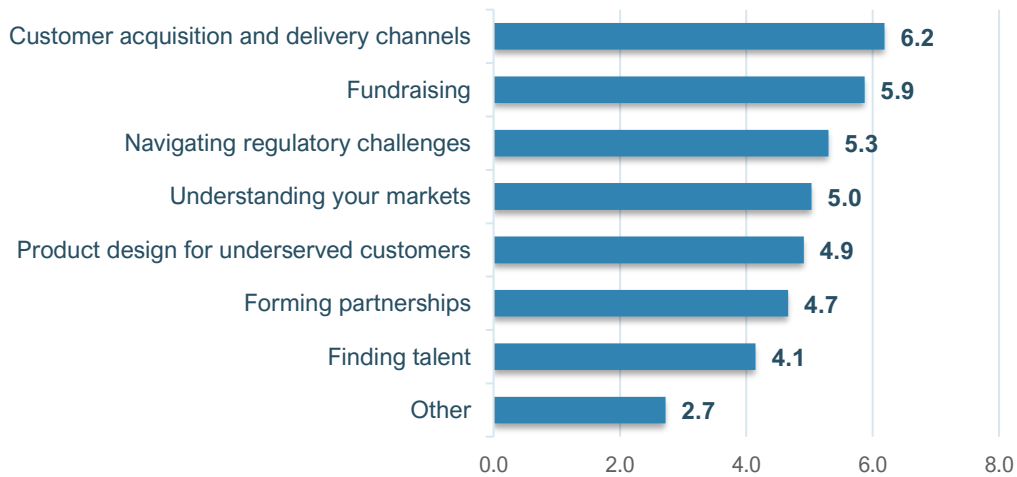 Customer acquisition and delivery channels 6.2
Fundraising 5.9
Navigating regulatory challenges 5.3
Understanding your markets 5.0
Product design for underserved customers 4.9
Forming partnerships 4.7
Finding talent 4.1
Other 2.7
0.0 2.0 4.0 6.0 8.0